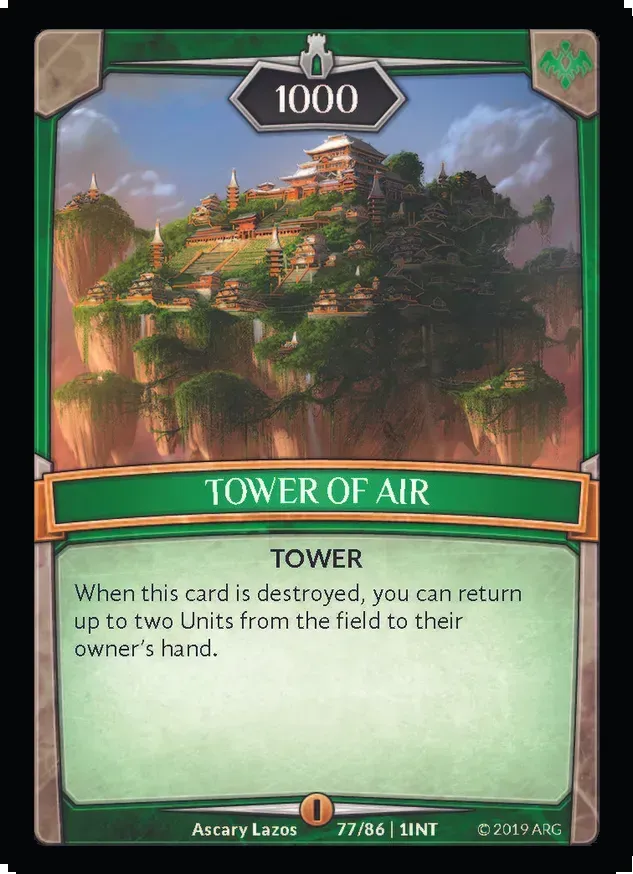 1000
TOWER OF AIR
TOWER
When this card is destroyed, you can return
up to two Units from the field to their
owner's hand.
I
Ascary Lazos 77/86 | 1INT © 2019 ARG